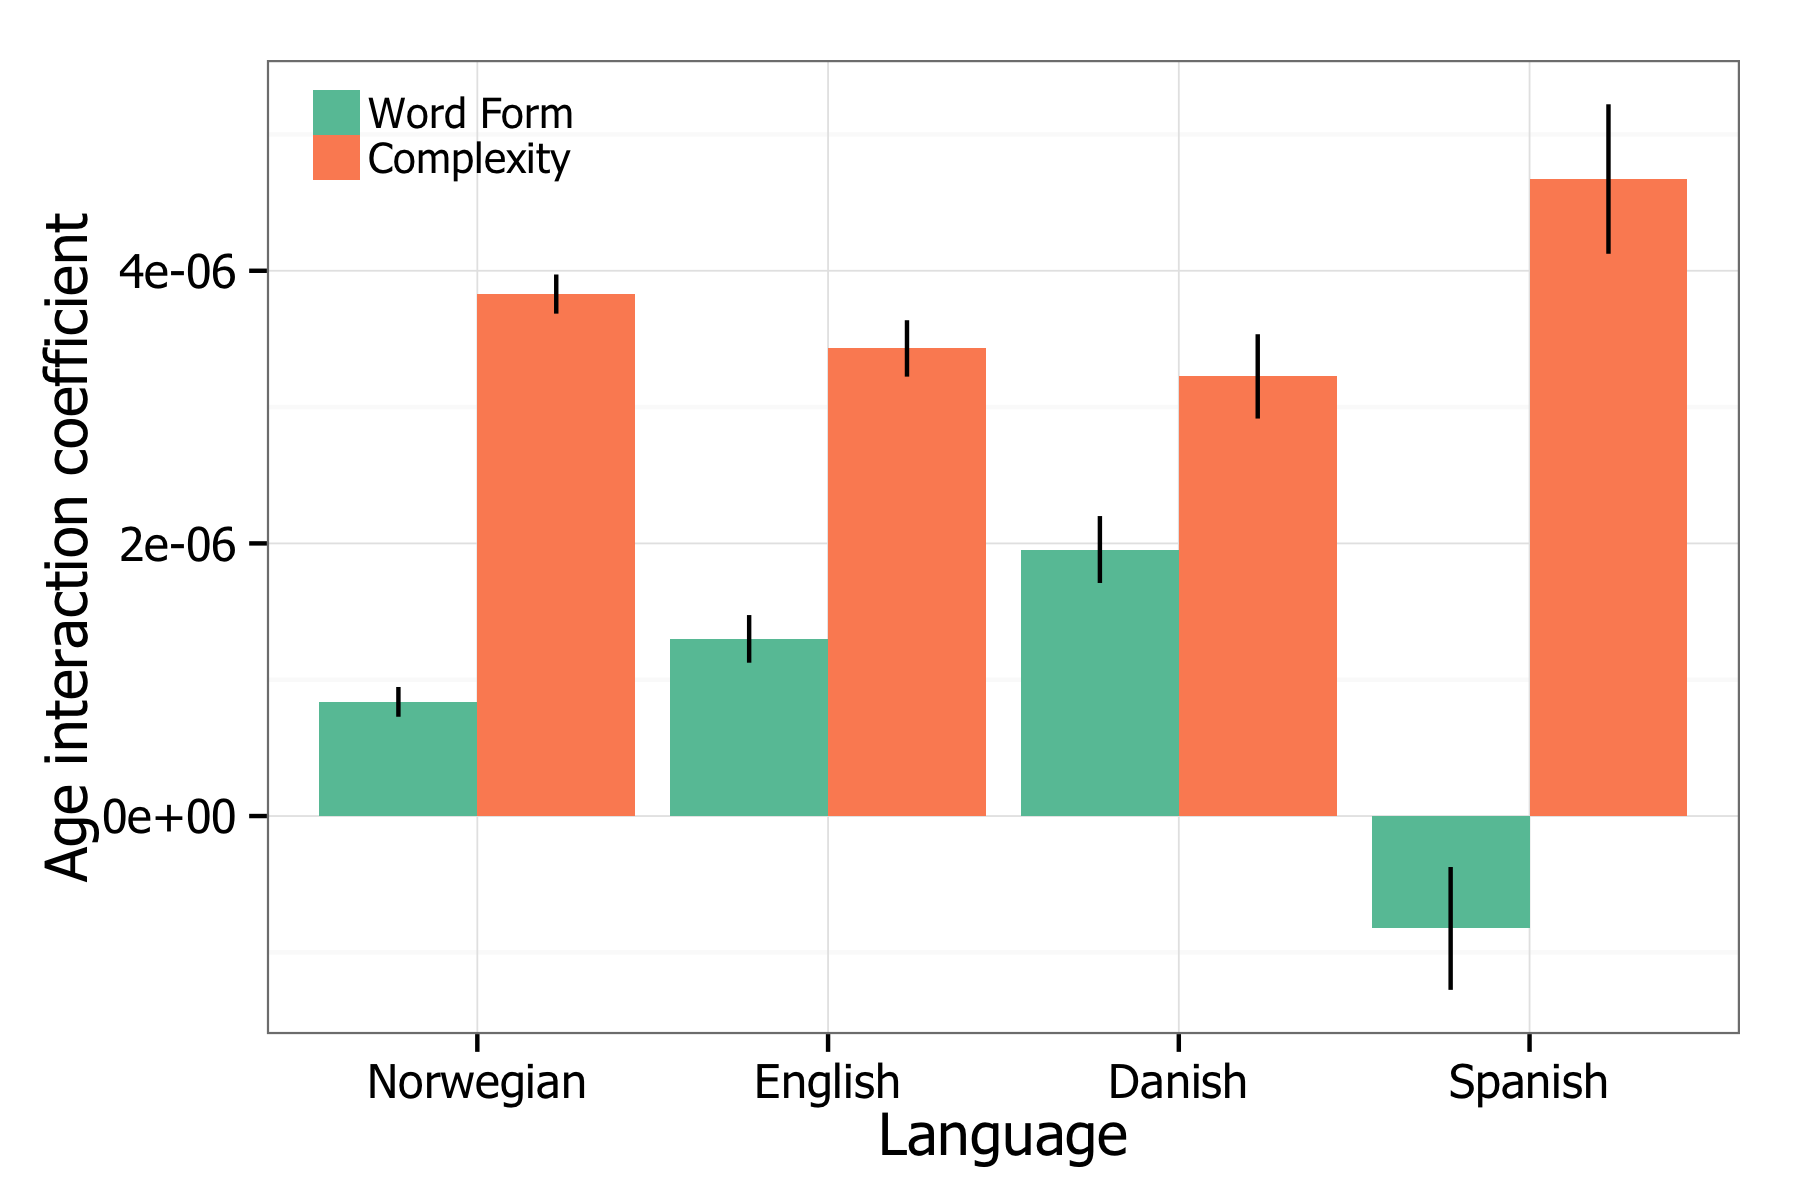 Word Form
Complexity
Age interaction coefficient
4e-06
2e-06
0e+00
Norwegian
English
Danish
Spanish
Language